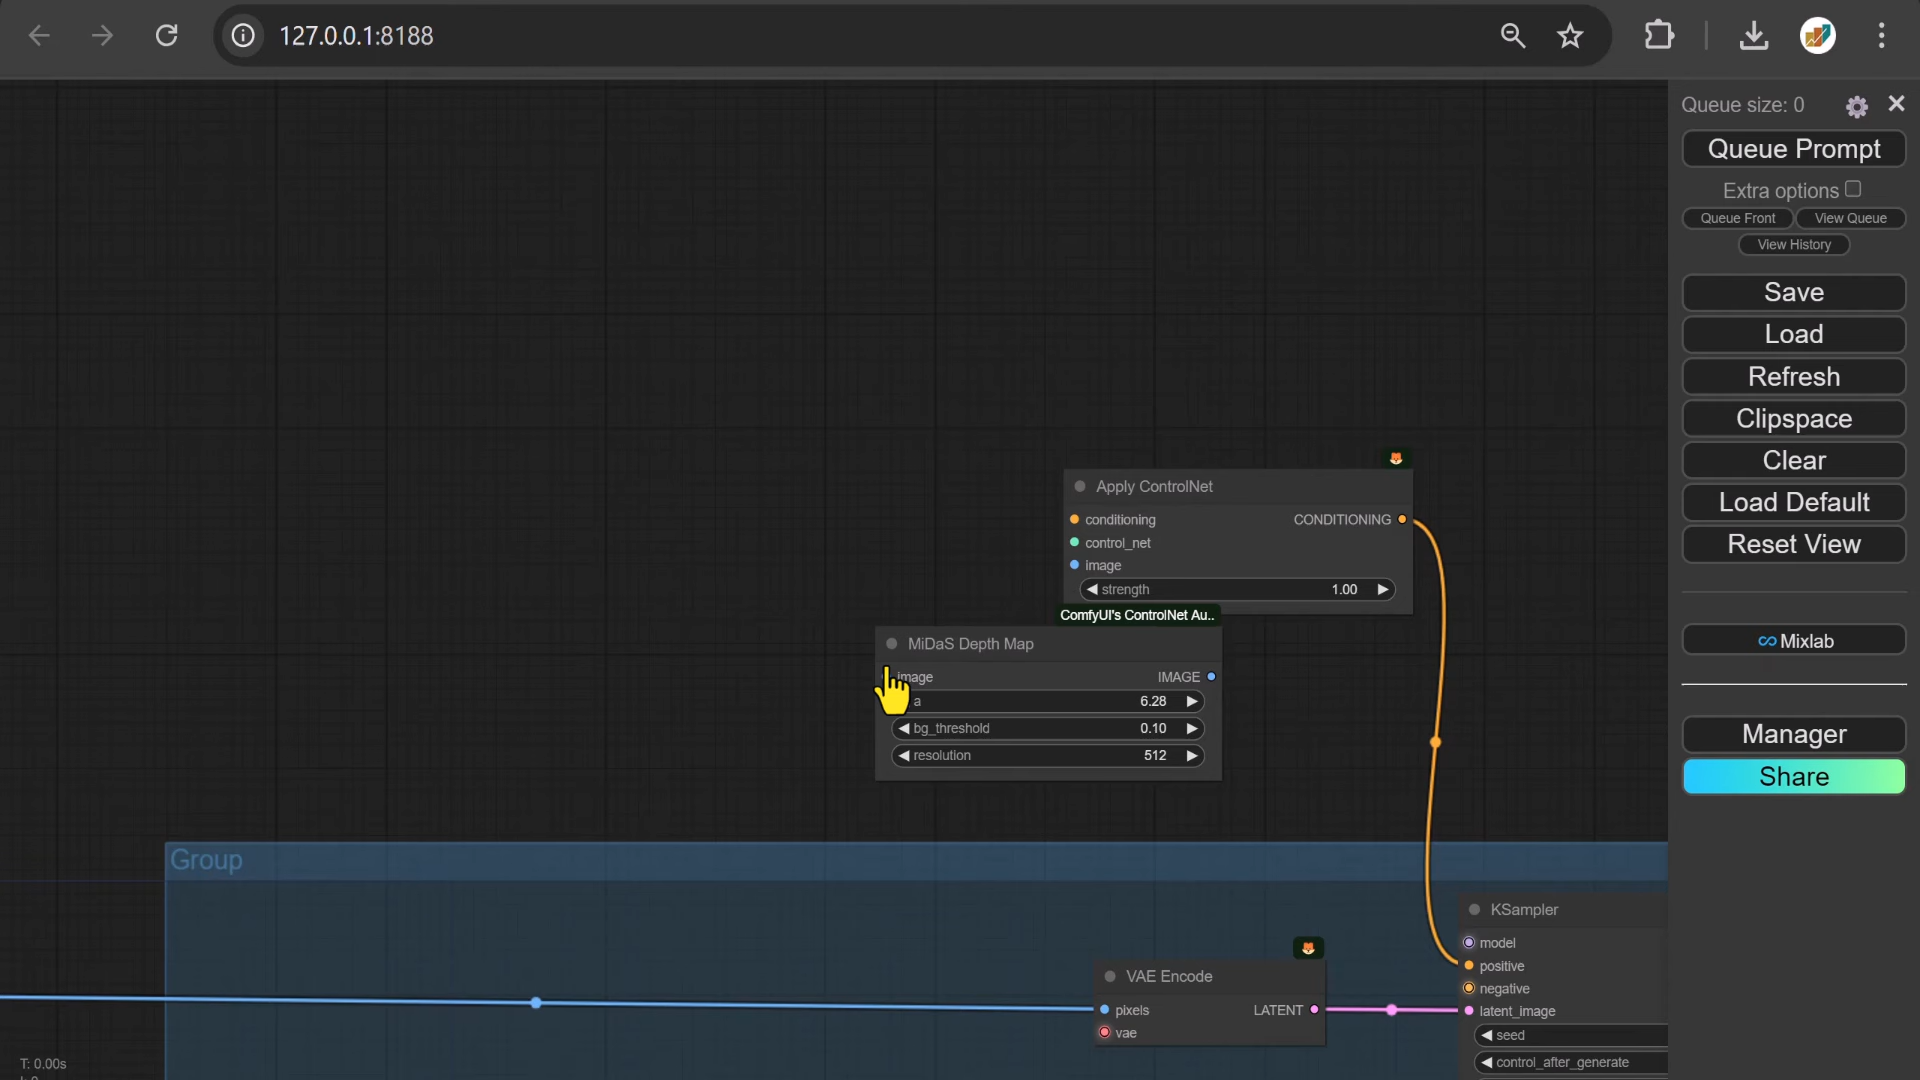 127.0.0.1:8188
Queue size: 0
Queue Prompt
Extra options
Queue Front
View Queue
View History
Save
Load
Refresh
Clipspace
Clear
Load Default
Reset View
Mixlab
Manager
Share
Apply ControlNet
conditioning
CONDITIONING
control_net
image
strength
1.00
ComfyUI's ControlNet Au..
MiDaS Depth Map
image
IMAGE
a
6.28
bg_threshold
0.10
resolution
512
Group
KSampler
model
positive
negative
latent_image
seed
control_after_generate
VAE Encode
pixels
LATENT
vae
T: 0.00s